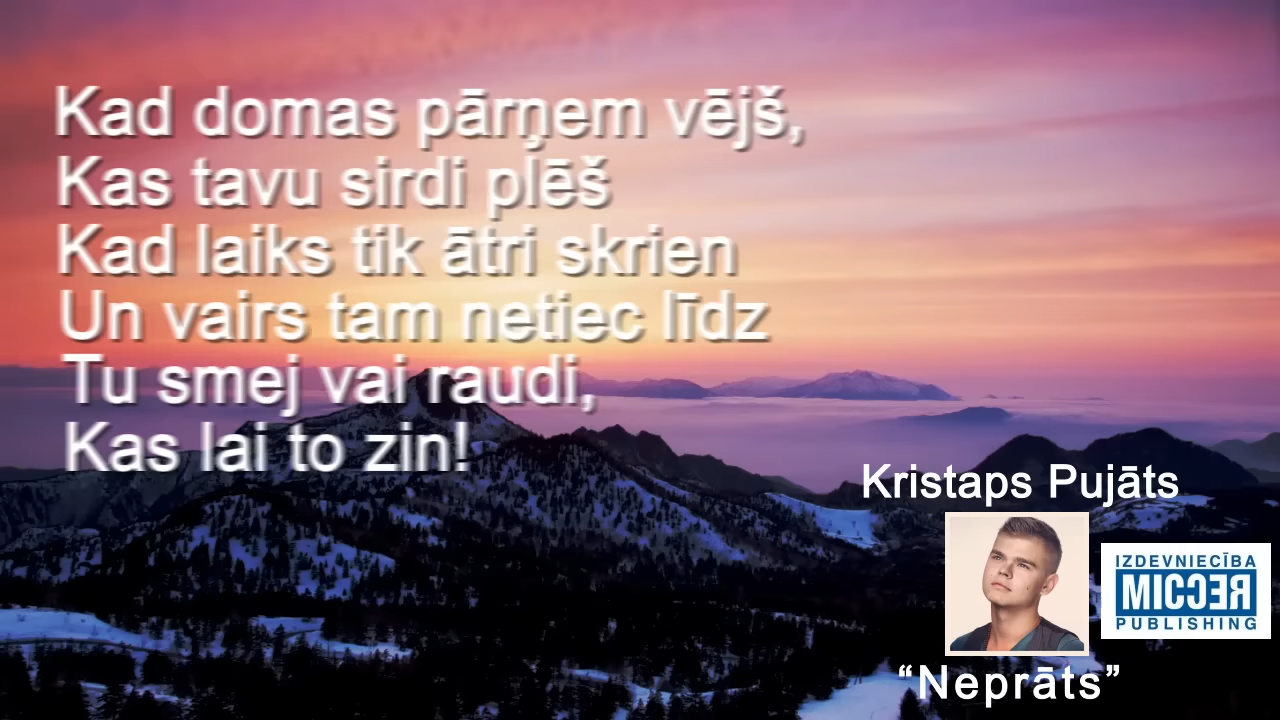 Kad domas pārņem vējš,
Kas tavu sirdi plēš
Kad laiks tik ātri skrien
Un vairs tam netiec līdz
Tu smej vai raudi,
Kas lai to zin!
Kristaps Pujāts
IZDEVNIECĪBA
MICREC
PUBLISHING
“Neprāts”